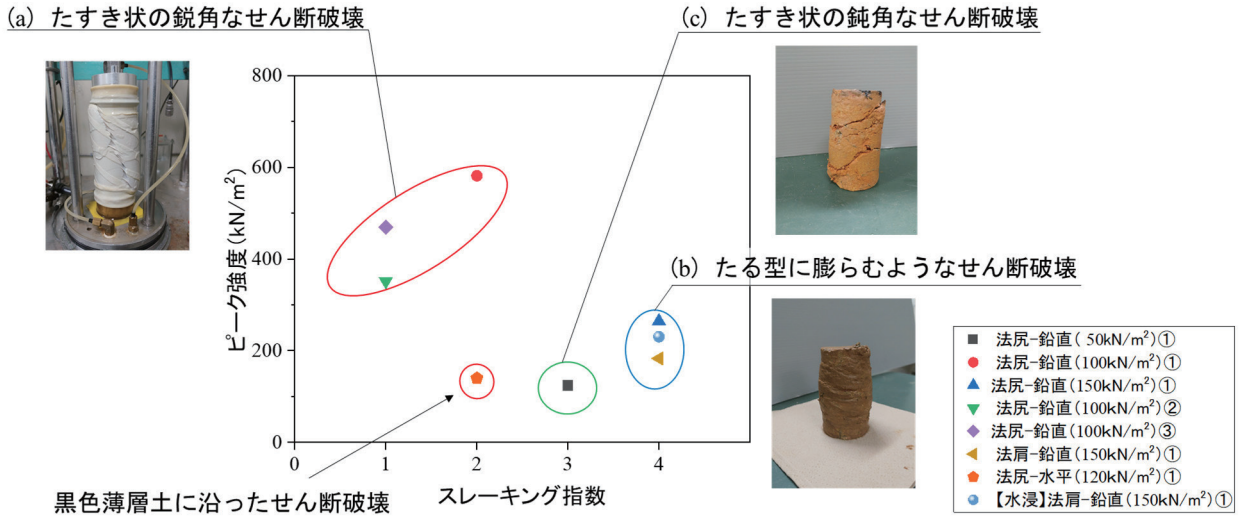 (a) たすき状の鋭角なせん断破壊
(c) たすき状の鈍角なせん断破壊
(b) たる型に膨らむようなせん断破壊
ピーク強度(kN/m²)
800
600
400
200
0
0
1
2
3
4
スレーキング指数
黒色薄層土に沿ったせん断破壊
法尻-鉛直( 50kN/m²)①
法尻-鉛直(100kN/m²)①
法尻-鉛直(150kN/m²)①
法尻-鉛直(100kN/m²)②
法尻-鉛直(100kN/m²)③
法肩-鉛直(150kN/m²)①
法尻-水平(120kN/m²)①
【水浸】法肩-鉛直(150kN/m²)①